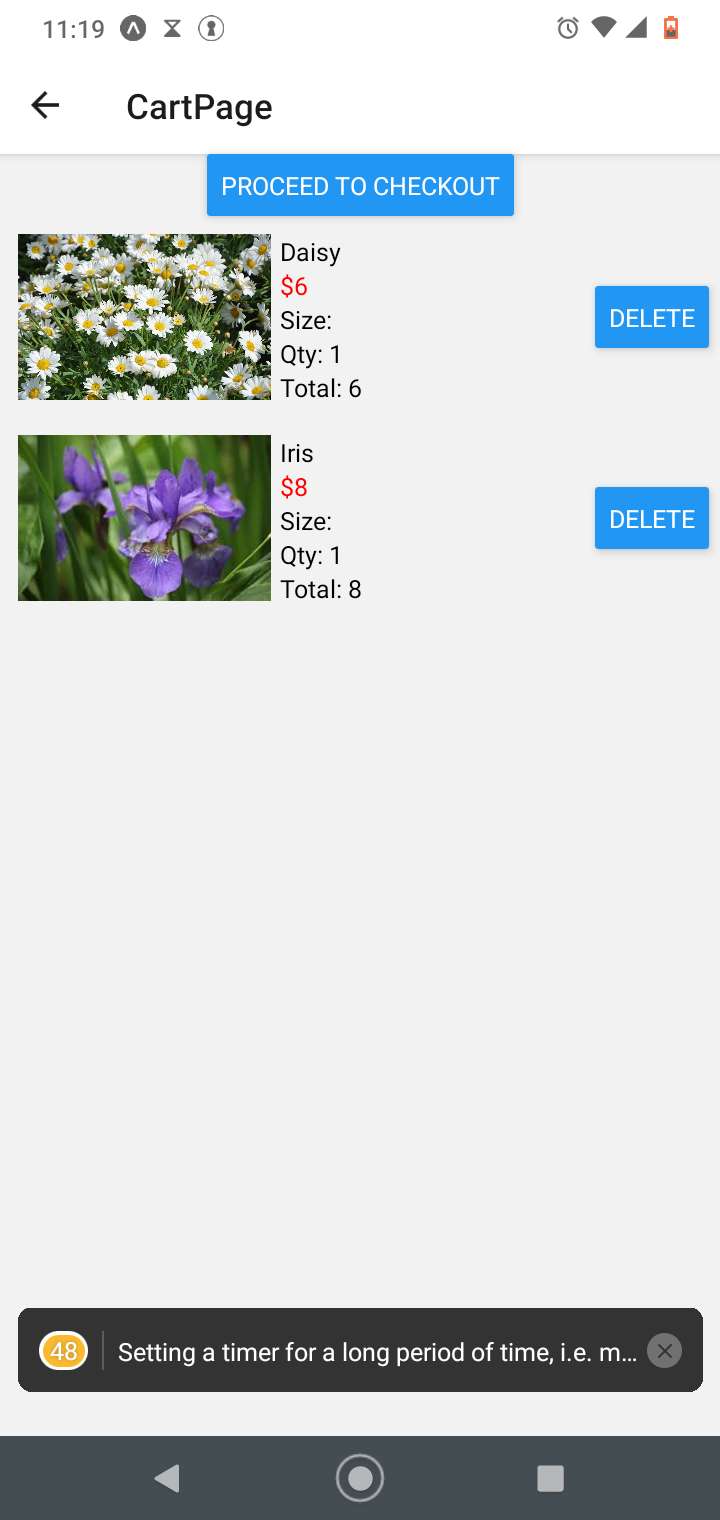 11:19
CartPage
PROCEED TO CHECKOUT
Daisy
$6
Size:
Qty: 1
Total: 6
DELETE
Iris
$8
Size:
Qty: 1
Total: 8
DELETE
48 Setting a timer for a long period of time, i.e. m...